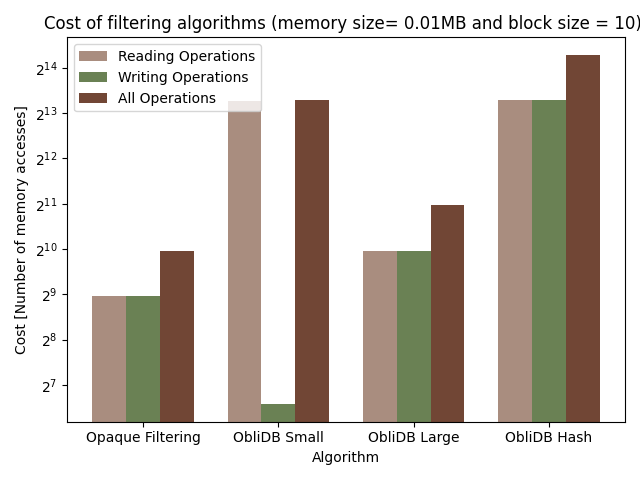 Cost of filtering algorithms (memory size= 0.01MB and block size = 10)
Reading Operations
Writing Operations
All Operations
Cost [Number of memory accesses]
2^14
2^13
2^12
2^11
2^10
2^9
2^8
2^7
Opaque Filtering
ObliDB Small
ObliDB Large
ObliDB Hash
Algorithm